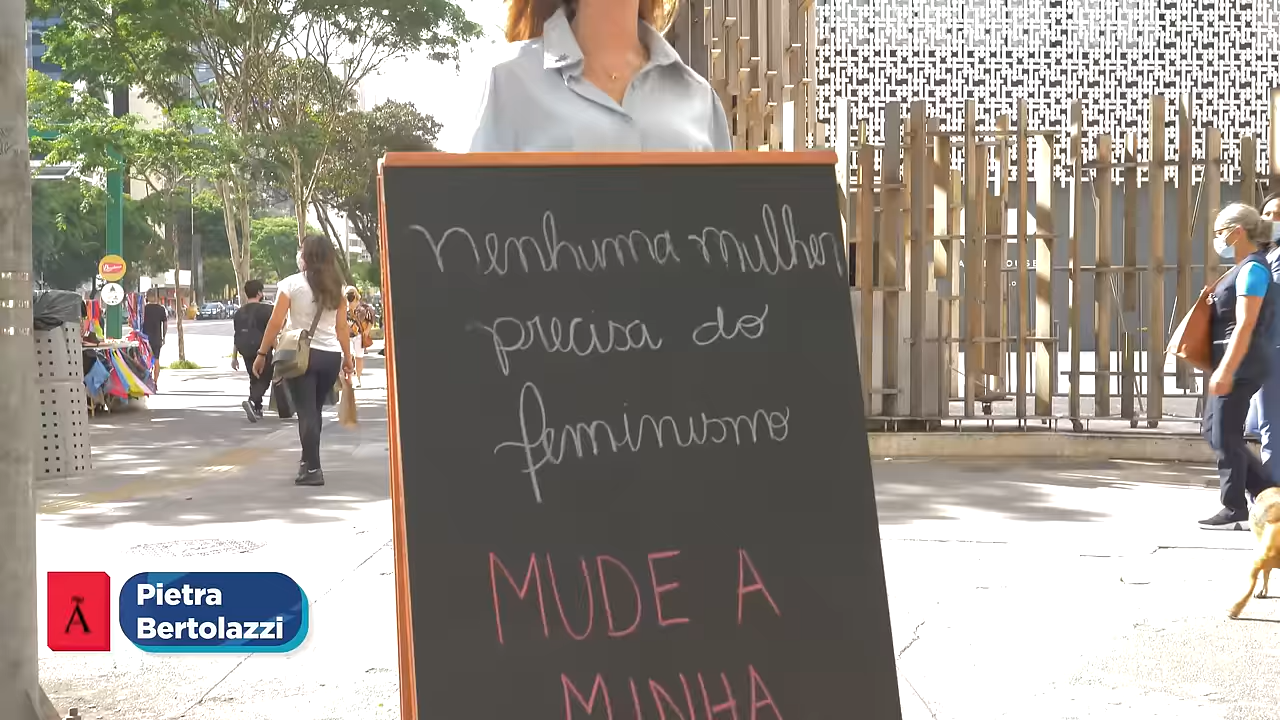 Nenhuma mulher
precisa do
feminismo
MUDE A
MINHA
Ã
Pietra
Bertolazzi